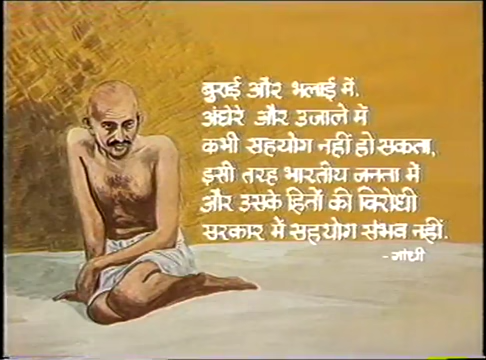 बुराई और भलाई में.
अंधेरे और उजाले में
कभी सहयोग नहीं हो सकता,
इसी तरह भारतीय जनता में
और उसके हितों की विरोधी
सरकार में सहयोग संभव नहीं.
- गांधी